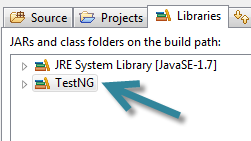 Source Projects Libraries
JARs and class folders on the build path:
JRE System Library [JavaSE-1.7]
TestNG